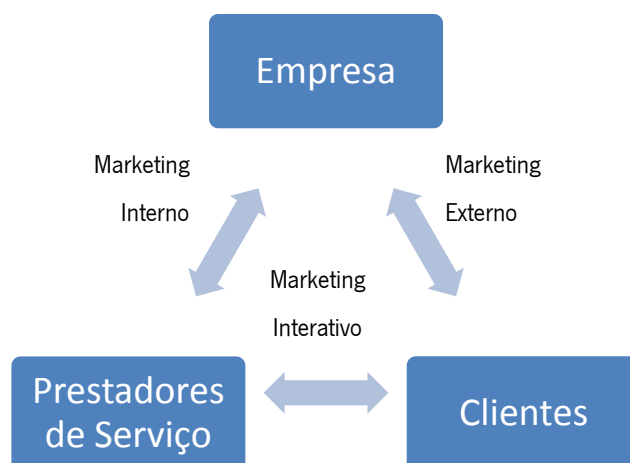 Empresa
Marketing
Interno
Marketing
Externo
Marketing
Interativo
Prestadores
de Serviço
Clientes